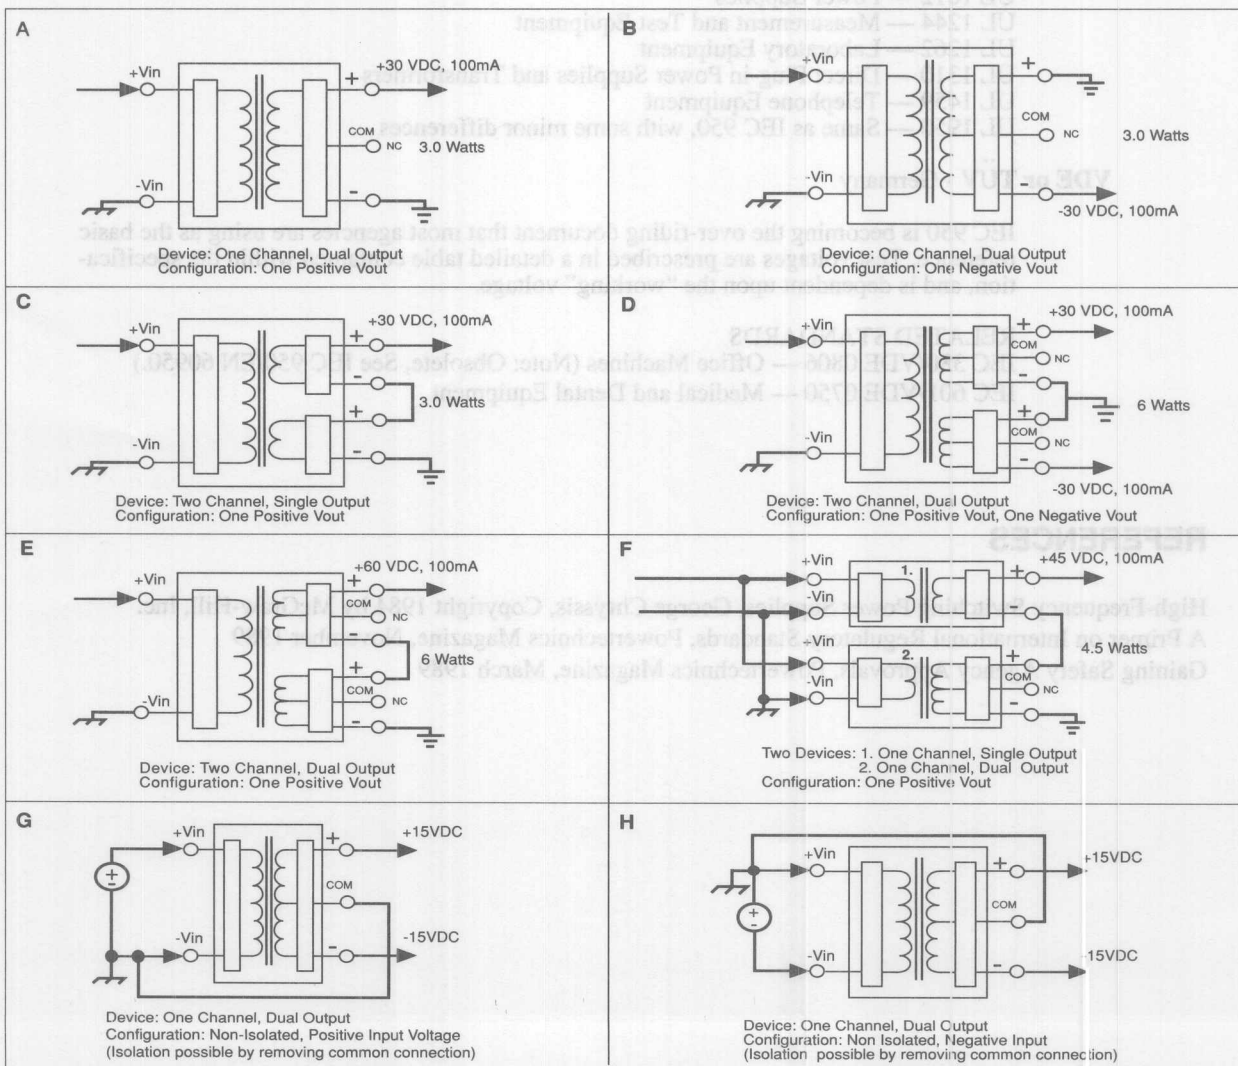 A
+Vin
+
+30 VDC, 100mA
COM
NC
3.0 Watts
-Vin
-
Device: One Channel, Dual Output
Configuration: One Positive Vout
B
+Vin
+
COM
NC
3.0 Watts
-Vin
-
-30 VDC, 100mA
Device: One Channel, Dual Output
Configuration: One Negative Vout
C
+Vin
+
+30 VDC, 100mA
-
3.0 Watts
+
-Vin
-
Device: Two Channel, Single Output
Configuration: One Positive Vout
D
+Vin
+
+30 VDC, 100mA
COM
NC
-
6 Watts
+
COM
NC
-Vin
-
-30 VDC, 100mA
Device: Two Channel, Dual Output
Configuration: One Positive Vout, One Negative Vout
E
+Vin
+
+60 VDC, 100mA
COM
NC
-
6 Watts
+
COM
NC
-Vin
-
Device: Two Channel, Dual Output
Configuration: One Positive Vout
F
+Vin
1.
+
+45 VDC, 100mA
-Vin
-
+Vin
2.
+
4.5 Watts
COM
NC
-Vin
-
Two Devices: 1. One Channel, Single Output
2. One Channel, Dual Output
Configuration: One Positive Vout
G
+Vin
+
+15VDC
+
-
COM
-Vin
-
-15VDC
Device: One Channel, Dual Output
Configuration: Non-Isolated, Positive Input Voltage
(Isolation possible by removing common connection)
H
+Vin
+
+15VDC
+
-
COM
-Vin
-
-15VDC
Device: One Channel, Dual Output
Configuration: Non Isolated, Negative Input
(Isolation possible by removing common connection)